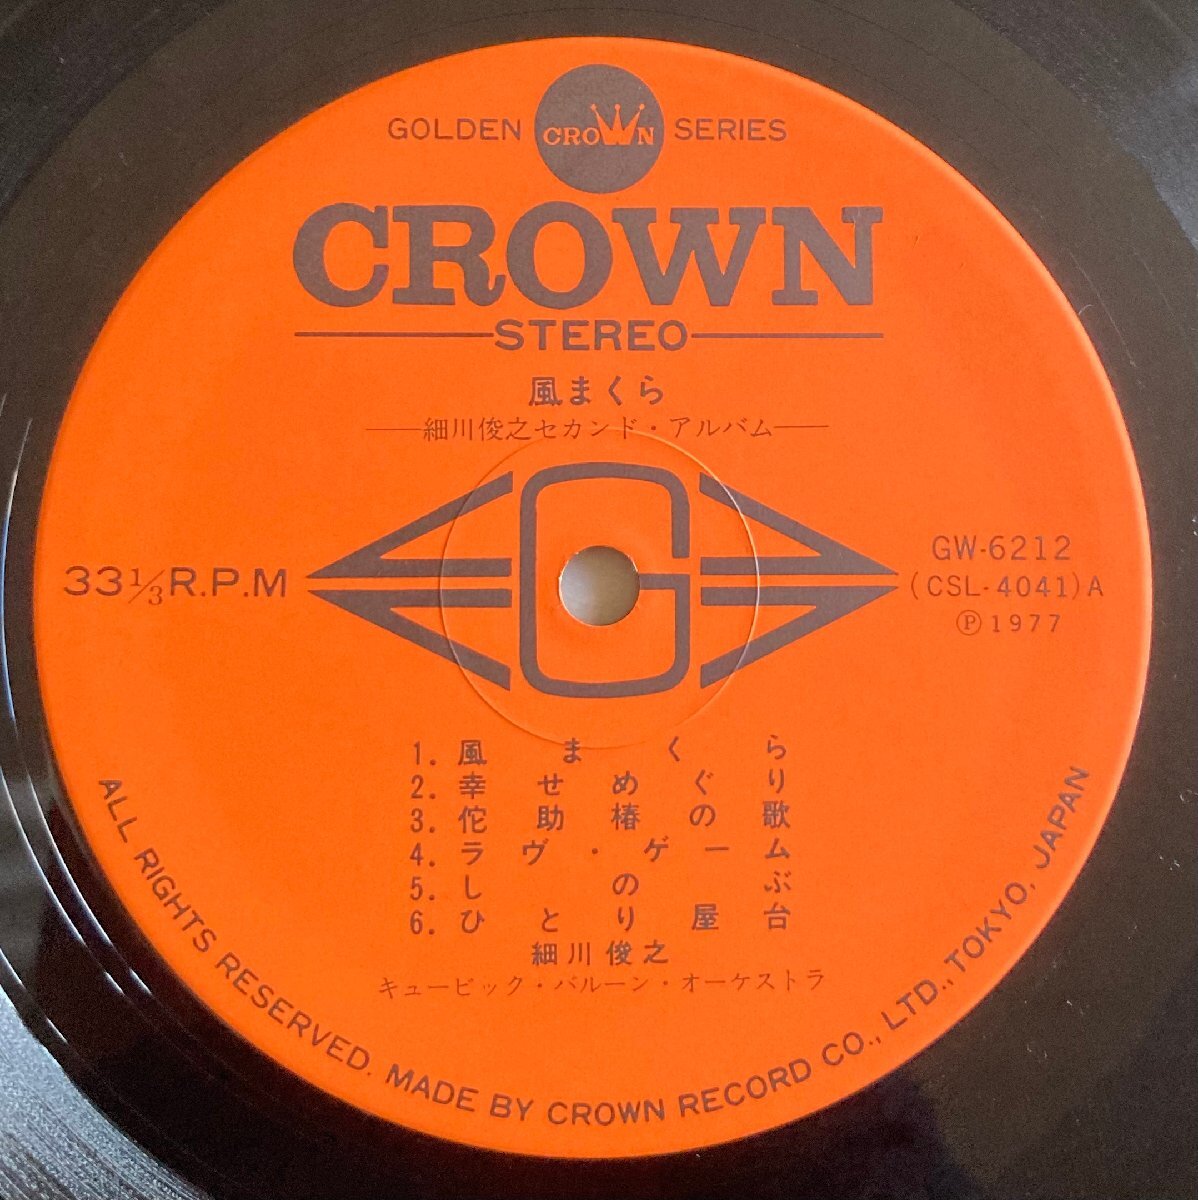 GOLDEN CROWN SERIES
CROWN
STEREO
風まくら
―細川俊之セカンド・アルバム―
G
33 1/3 R.P.M
GW-6212
(CSL-4041)A
Ⓟ1977
1. 風まくら
2. 幸せめぐり
3. 佗助椿の歌
4. ラヴ・ゲーム
5. しのぶ
6. ひとり屋台
細川俊之
キュービック・バルーン・オーケストラ
ALL RIGHTS RESERVED. MADE BY CROWN RECORD CO., LTD., TOKYO, JAPAN